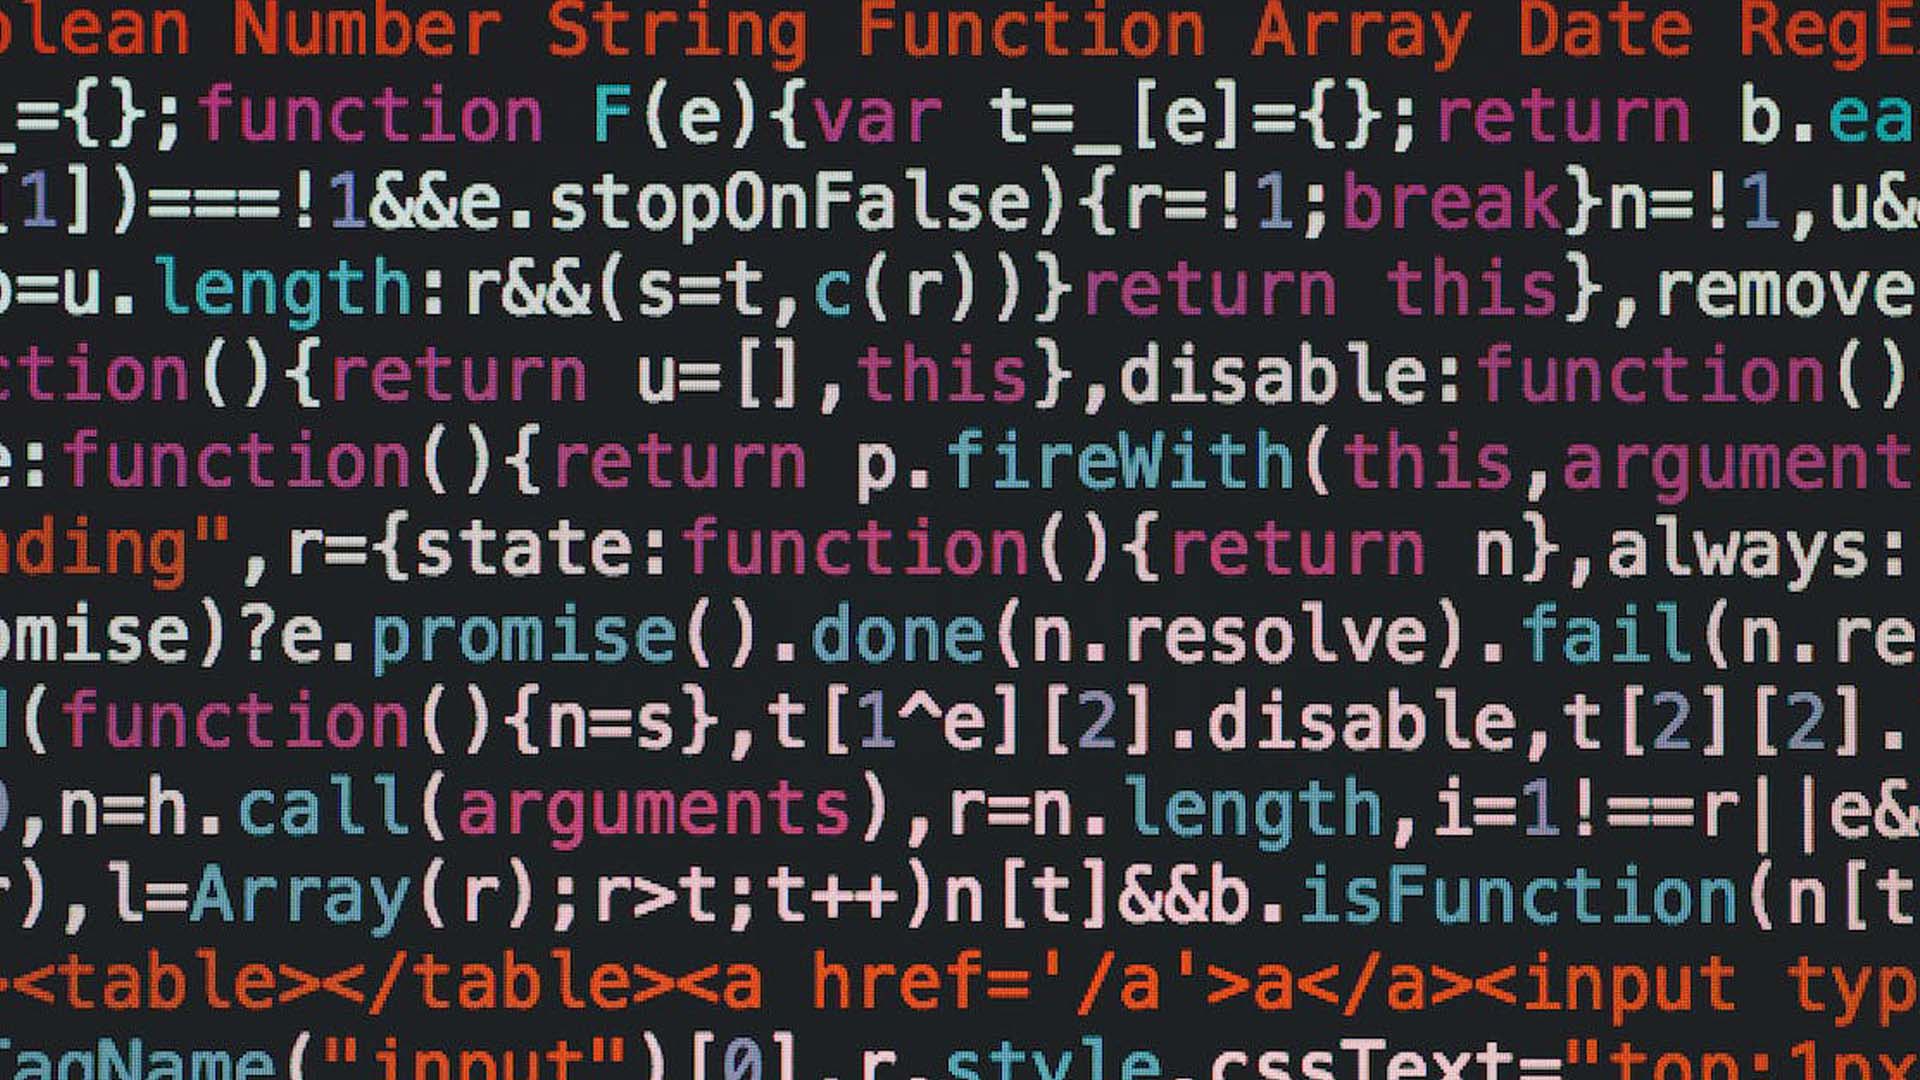 olean Number String Function Array Date RegE
_={};function F(e){var t=_[e]={};return b.ea
[1])===!1&&e.stopOnFalse){r=!1;break}n=!1,u&
o=u.length:r&&(s=t,c(r))}return this},remove
ction(){return u=[],this},disable:function()
e:function(){return p.fireWith(this,argument
nding",r={state:function(){return n},always:
omise)?e.promise().done(n.resolve).fail(n.re
(function(){n=s},t[1^e][2].disable,t[2][2].
0,n=h.call(arguments),r=n.length,i=1!==r||e&
r),l=Array(r);r>t;t++)n[t]&&b.isFunction(n[t
><table></table><a href='/a'>a</a><input typ
TagName("input")[0],r.style.cssText="top:1px